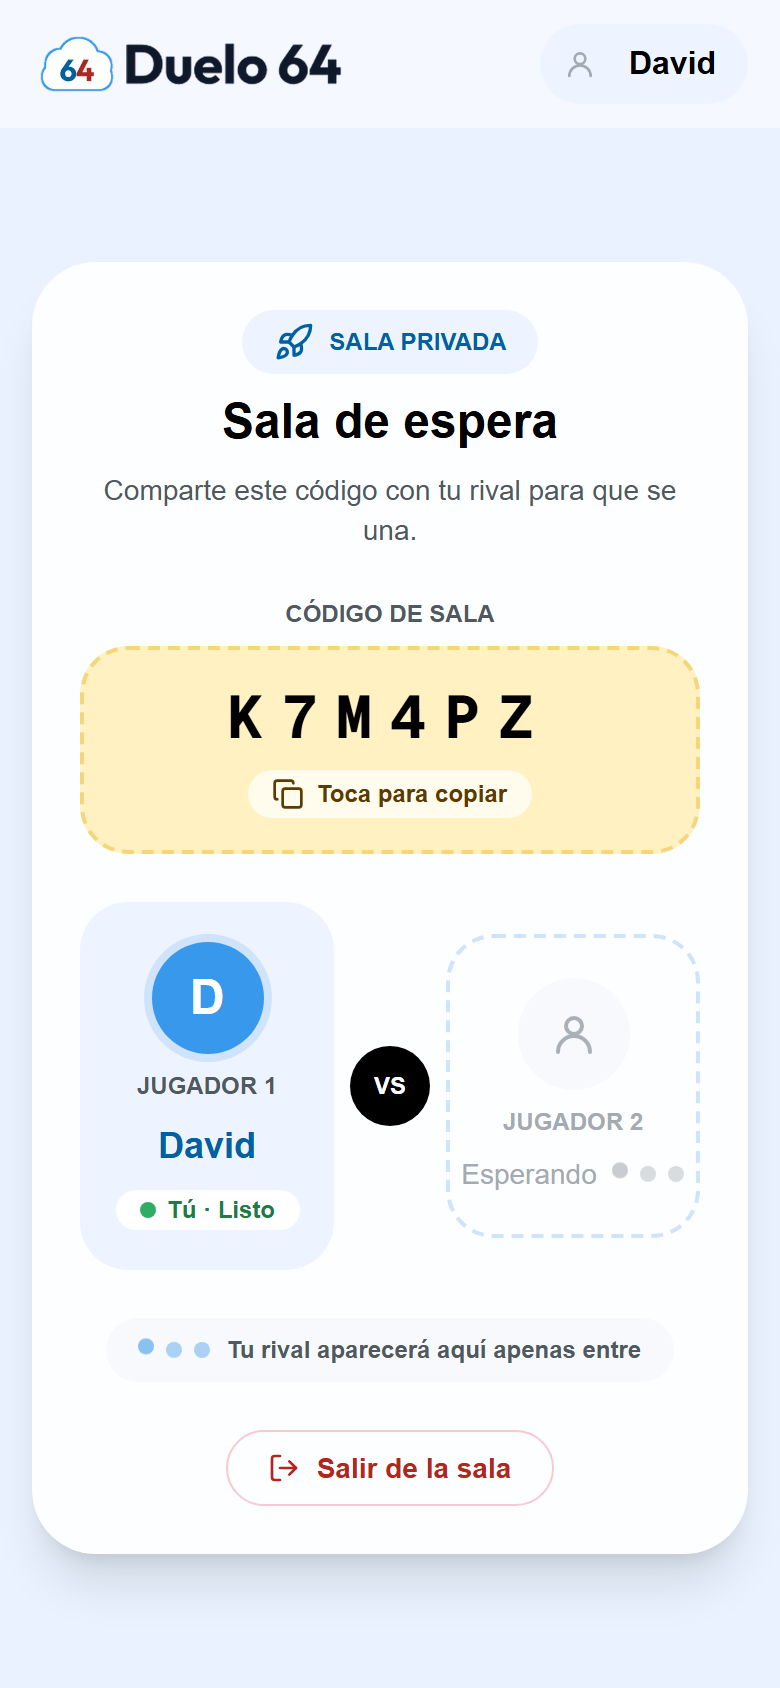 64 Duelo 64
David
SALA PRIVADA
Sala de espera
Comparte este código con tu rival para que se
una.
CÓDIGO DE SALA
K7M4PZ
Toca para copiar
D
JUGADOR 1
David
Tú · Listo
VS
JUGADOR 2
Esperando
Tu rival aparecerá aquí apenas entre
Salir de la sala